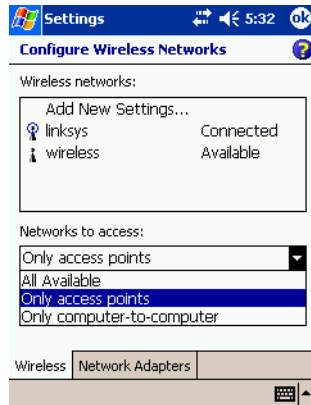 Settings 5:32 ok
Configure Wireless Networks ?
Wireless networks:
Add New Settings...
linksys Connected
wireless Available
Networks to access:
Only access points
All Available
Only access points
Only computer-to-computer
Wireless Network Adapters